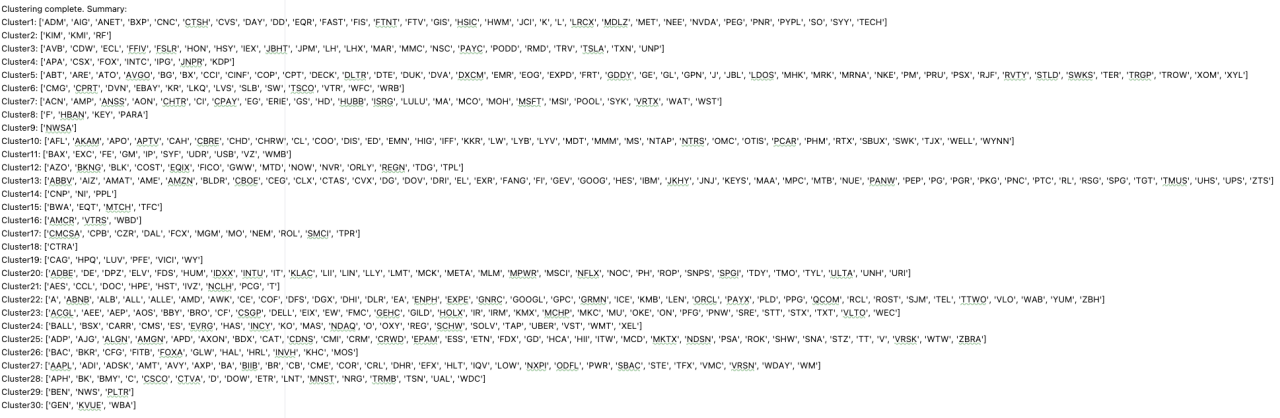 Clustering complete. Summary:
Cluster1: ['ADM', 'AIG', 'ANET', 'BXP', 'CNC', 'CTSH', 'CVS', 'DAY', 'DD', 'EQR', 'FAST', 'FIS', 'FTNT', 'FTV', 'GIS', 'HSIC', 'HWM', 'JCI', 'K', 'L', 'LRCX', 'MDLZ', 'MET', 'NEE', 'NVDA', 'PEG', 'PNR', 'PYPL', 'SO', 'SYY', 'TECH']
Cluster2: ['KIM', 'KMI', 'RF']
Cluster3: ['AVB', 'CDW', 'ECL', 'FFIV', 'FSLR', 'HON', 'HSY', 'IEX', 'JBHT', 'JPM', 'LH', 'LHX', 'MAR', 'MMC', 'NSC', 'PAYC', 'PODD', 'RMD', 'TRV', 'TSLA', 'TXN', 'UNP']
Cluster4: ['APA', 'CSX', 'FOX', 'INTC', 'IPG', 'JNPR', 'KDP']
Cluster5: ['ABT', 'ARE', 'ATO', 'AVGO', 'BG', 'BX', 'CCI', 'CINF', 'COP', 'CPT', 'DECK', 'DLTR', 'DTE', 'DUK', 'DVA', 'DXCM', 'EMR', 'EOG', 'EXPD', 'FRT', 'GDDY', 'GE', 'GL', 'GPN', 'J', 'JBL', 'LDOS', 'MHK', 'MRK', 'MRNA', 'NKE', 'PM', 'PRU', 'PSX', 'RJF', 'RVTY', 'STLD', 'SWKS', 'TER', 'TRGP', 'TROW', 'XOM', 'XYL']
Cluster6: ['CMG', 'CPRT', 'DVN', 'EBAY', 'KR', 'LKQ', 'LVS', 'SLB', 'SW', 'TSCO', 'VTR', 'WFC', 'WRB']
Cluster7: ['ACN', 'AMP', 'ANSS', 'AON', 'CHTR', 'CI', 'CPAY', 'EG', 'ERIE', 'GS', 'HD', 'HUBB', 'ISRG', 'LULU', 'MA', 'MCO', 'MOH', 'MSFT', 'MSI', 'POOL', 'SYK', 'VRTX', 'WAT', 'WST']
Cluster8: ['F', 'HBAN', 'KEY', 'PARA']
Cluster9: ['NWSA']
Cluster10: ['AFL', 'AKAM', 'APO', 'APTV', 'CAH', 'CBRE', 'CHD', 'CHRW', 'CL', 'COO', 'DIS', 'ED', 'EMN', 'HIG', 'IFF', 'KKR', 'LW', 'LYB', 'LYV', 'MDT', 'MMM', 'MS', 'NTAP', 'NTRS', 'OMC', 'OTIS', 'PCAR', 'PHM', 'RTX', 'SBUX', 'SWK', 'TJX', 'WELL', 'WYNN']
Cluster11: ['BAX', 'EXC', 'FE', 'GM', 'IP', 'SYF', 'UDR', 'USB', 'VZ', 'WMB']
Cluster12: ['AZO', 'BKNG', 'BLK', 'COST', 'EQIX', 'FICO', 'GWW', 'MTD', 'NOW', 'NVR', 'ORLY', 'REGN', 'TDG', 'TPL']
Cluster13: ['ABBV', 'AIZ', 'AMAT', 'AME', 'AMZN', 'BLDR', 'CBOE', 'CEG', 'CLX', 'CTAS', 'CVX', 'DG', 'DOV', 'DRI', 'EL', 'EXR', 'FANG', 'FI', 'GEV', 'GOOG', 'HES', 'IBM', 'JKHY', 'JNJ', 'KEYS', 'MAA', 'MPC', 'MTB', 'NUE', 'PANW', 'PEP', 'PG', 'PGR', 'PKG', 'PNC', 'PTC', 'RL', 'RSG', 'SPG', 'TGT', 'TMUS', 'UHS', 'UPS', 'ZTS']
Cluster14: ['CNP', 'NI', 'PPL']
Cluster15: ['BWA', 'EQT', 'MTCH', 'TFC']
Cluster16: ['AMCR', 'VTRS', 'WBD']
Cluster17: ['CMCSA', 'CPB', 'CZR', 'DAL', 'FCX', 'MGM', 'MO', 'NEM', 'ROL', 'SMCI', 'TPR']
Cluster18: ['CTRA']
Cluster19: ['CAG', 'HPQ', 'LUV', 'PFE', 'VICI', 'WY']
Cluster20: ['ADBE', 'DE', 'DPZ', 'ELV', 'FDS', 'HUM', 'IDXX', 'INTU', 'IT', 'KLAC', 'LII', 'LIN', 'LLY', 'LMT', 'MCK', 'META', 'MLM', 'MPWR', 'MSCI', 'NFLX', 'NOC', 'PH', 'ROP', 'SNPS', 'SPGI', 'TDY', 'TMO', 'TYL', 'ULTA', 'UNH', 'URI']
Cluster21: ['AES', 'CCL', 'DOC', 'HPE', 'HST', 'IVZ', 'NCLH', 'PCG', 'T']
Cluster22: ['A', 'ABNB', 'ALB', 'ALL', 'ALLE', 'AMD', 'AWK', 'CE', 'COF', 'DFS', 'DGX', 'DHI', 'DLR', 'EA', 'ENPH', 'EXPE', 'GNRC', 'GOOGL', 'GPC', 'GRMN', 'ICE', 'KMB', 'LEN', 'ORCL', 'PAYX', 'PLD', 'PPG', 'QCOM', 'RCL', 'ROST', 'SJM', 'TEL', 'TTWO', 'VLO', 'WAB', 'YUM', 'ZBH']
Cluster23: ['ACGL', 'AEE', 'AEP', 'AOS', 'BBY', 'BRO', 'CF', 'CSGP', 'DELL', 'EIX', 'EW', 'FMC', 'GEHC', 'GILD', 'HOLX', 'IR', 'IRM', 'KMX', 'MCHP', 'MKC', 'MU', 'OKE', 'ON', 'PFG', 'PNW', 'SRE', 'STT', 'STX', 'TXT', 'VLTO', 'WEC']
Cluster24: ['BALL', 'BSX', 'CARR', 'CMS', 'ES', 'EVRG', 'HAS', 'INCY', 'KO', 'MAS', 'NDAQ', 'O', 'OXY', 'REG', 'SCHW', 'SOLV', 'TAP', 'UBER', 'VST', 'WMT', 'XEL']
Cluster25: ['ADP', 'AJG', 'ALGN', 'AMGN', 'APD', 'AXON', 'BDX', 'CAT', 'CDNS', 'CMI', 'CRM', 'CRWD', 'EPAM', 'ESS', 'ETN', 'FDX', 'GD', 'HCA', 'HII', 'ITW', 'MCD', 'MKTX', 'NDSN', 'PSA', 'ROK', 'SHW', 'SNA', 'STZ', 'TT', 'V', 'VRSK', 'WTW', 'ZBRA']
Cluster26: ['BAC', 'BKR', 'CFG', 'FITB', 'FOXA', 'GLW', 'HAL', 'HRL', 'INVH', 'KHC', 'MOS']
Cluster27: ['AAPL', 'ADI', 'ADSK', 'AMT', 'AVY', 'AXP', 'BA', 'BIIB', 'BR', 'CB', 'CME', 'COR', 'CRL', 'DHR', 'EFX', 'HLT', 'IQV', 'LOW', 'NXPI', 'ODFL', 'PWR', 'SBAC', 'STE', 'TFX', 'VMC', 'VRSN', 'WDAY', 'WM']
Cluster28: ['APH', 'BK', 'BMY', 'C', 'CSCO', 'CTVA', 'D', 'DOW', 'ETR', 'LNT', 'MNST', 'NRG', 'TRMB', 'TSN', 'UAL', 'WDC']
Cluster29: ['BEN', 'NWS', 'PLTR']
Cluster30: ['GEN', 'KVUE', 'WBA']